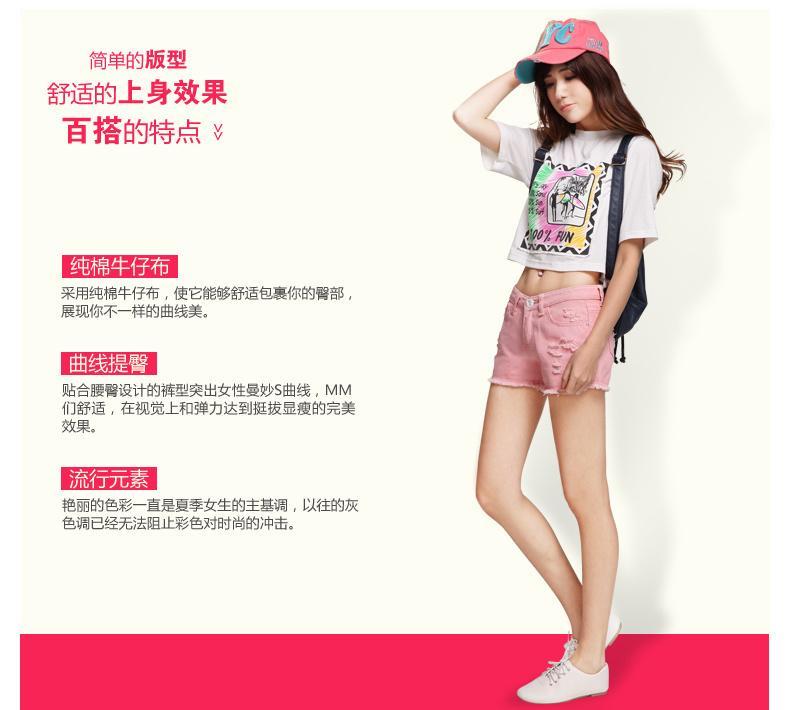 简单的版型
舒适的上身效果
百搭的特点
纯棉牛仔布
采用纯棉牛仔布，使它能够舒适包裹你的臀部，
展现你不一样的曲线美。
曲线提臀
贴合腰臀设计的裤型突出女性曼妙S曲线，MM
们舒适，在视觉上和弹力达到挺拔显瘦的完美
效果。
流行元素
艳丽的色彩一直是夏季女生的主基调，以往的灰
色调已经无法阻止彩色对时尚的冲击。
100% FUN